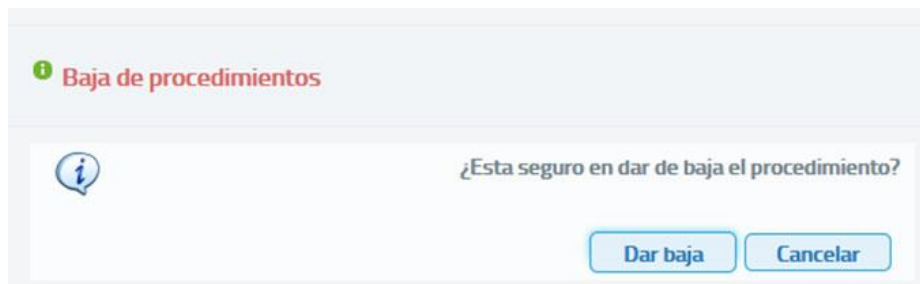 Baja de procedimientos
¿Esta seguro en dar de baja el procedimiento?
Dar baja Cancelar